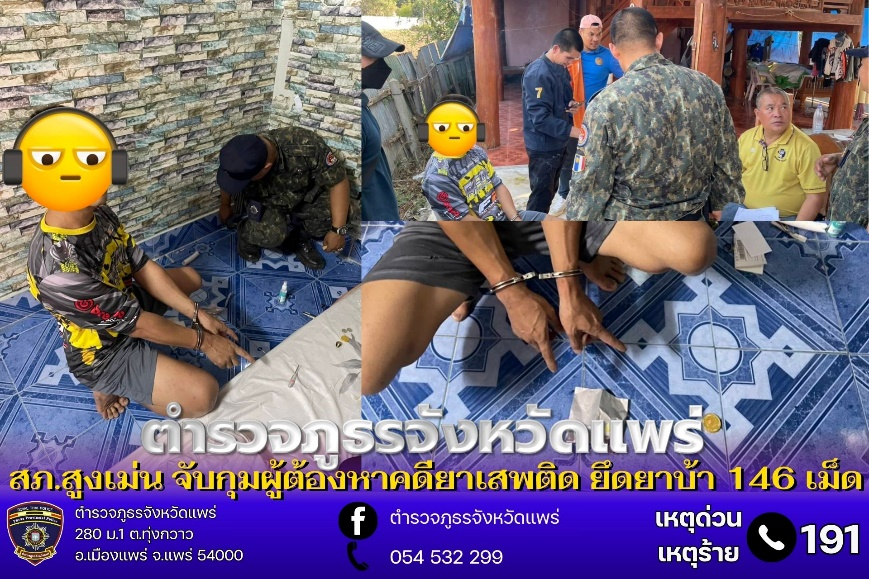 7
ตำรวจภูธรจังหวัดแพร่
สภ.สูงเม่น จับกุมผู้ต้องหาคดียาเสพติด ยึดยาบ้า 146 เม็ด
ตำรวจภูธรจังหวัดแพร่
280 ม.1 ต.ทุ่งกวาว
อ.เมืองแพร่ จ.แพร่ 54000
ตำรวจภูธรจังหวัดแพร่
054 532 299
เหตุด่วน
เหตุร้าย
191